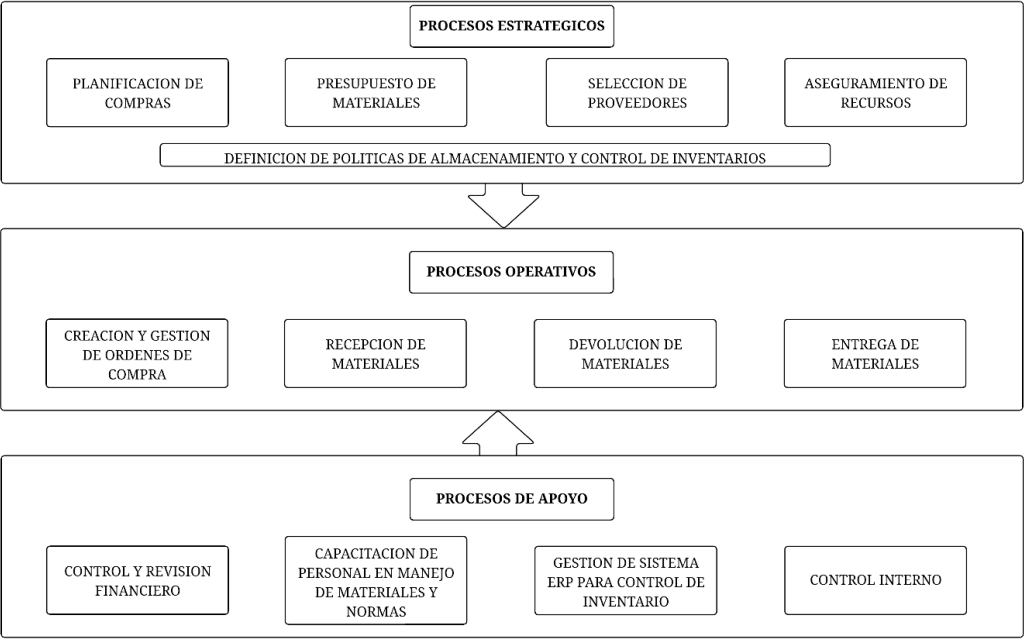 PROCESOS ESTRATEGICOS
PLANIFICACION DE
COMPRAS
PRESUPUESTO DE
MATERIALES
SELECCION DE
PROVEEDORES
ASEGURAMIENTO DE
RECURSOS
DEFINICION DE POLITICAS DE ALMACENAMIENTO Y CONTROL DE INVENTARIOS
PROCESOS OPERATIVOS
CREACION Y GESTION
DE ORDENES DE
COMPRA
RECEPCION DE
MATERIALES
DEVOLUCION DE
MATERIALES
ENTREGA DE
MATERIALES
PROCESOS DE APOYO
CONTROL Y REVISION
FINANCIERO
CAPACITACION DE
PERSONAL EN MANEJO
DE MATERIALES Y
NORMAS
GESTION DE SISTEMA
ERP PARA CONTROL DE
INVENTARIO
CONTROL INTERNO